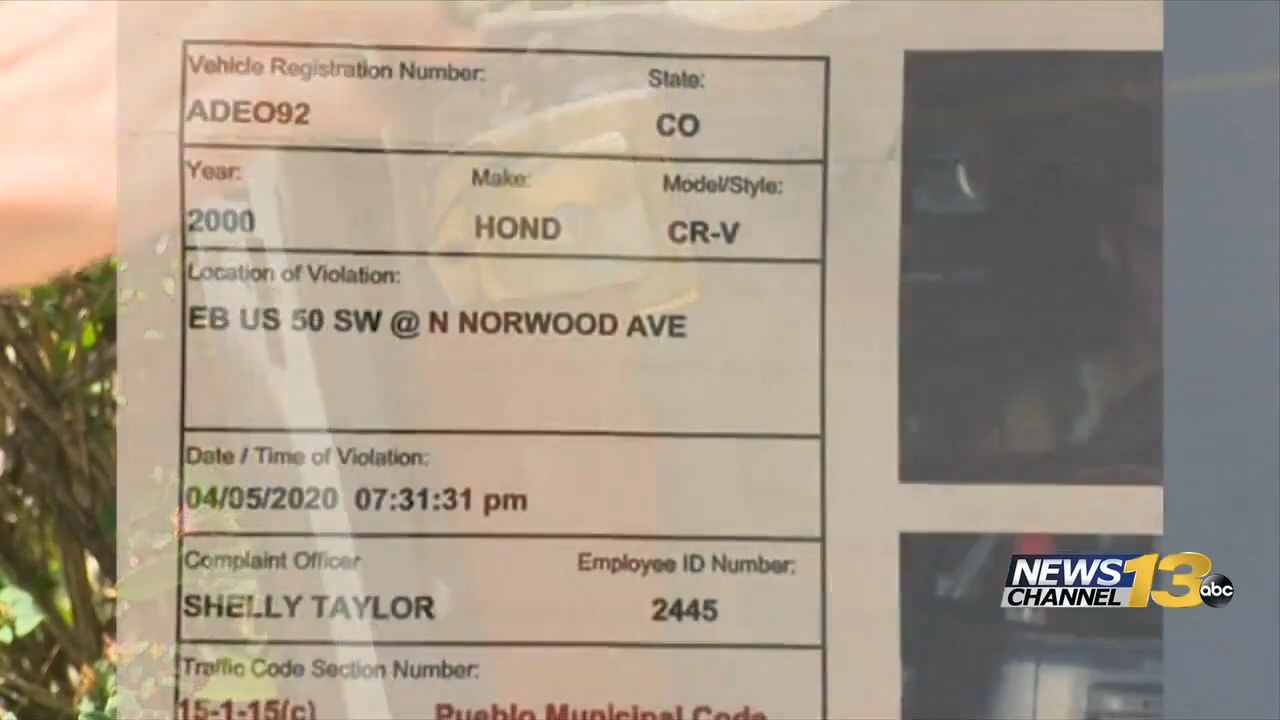 Vehicle Registration Number: State:
ADEO92 CO
Year: Make: Model/Style:
2000 HOND CR-V
Location of Violation:
EB US 50 SW @ N NORWOOD AVE
Date / Time of Violation:
04/05/2020 07:31:31 pm
Complaint Officer Employee ID Number:
SHELLY TAYLOR 2445
Traffic Code Section Number:
15-1-15(c) Pueblo Municipal Code
NEWS 13 abc
CHANNEL